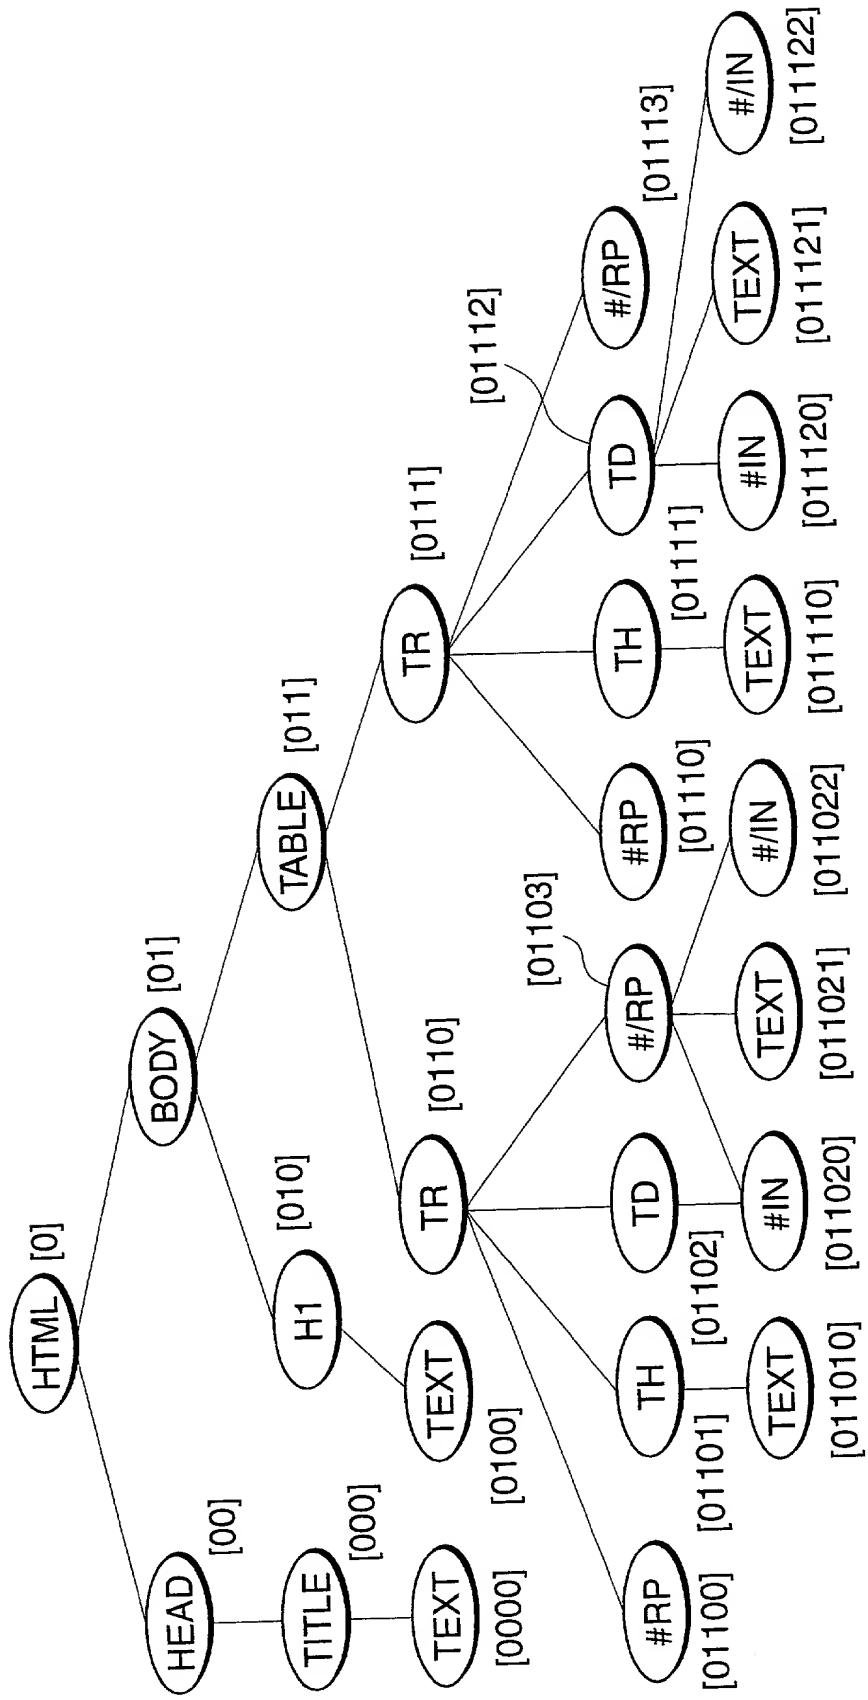 HTML [0]
HEAD [00]
BODY [01]
TITLE [000]
H1 [010]
TABLE [011]
TEXT [0000]
TEXT [0100]
TR [0110]
TR [0111]
#RP [01100]
TH [01101]
TD [01102]
#/RP [01103]
#RP [01110]
TH [01111]
TD [01112]
#/RP [01113]
TEXT [011010]
#IN [011020]
TEXT [011021]
#/IN [011022]
TEXT [011110]
#IN [011120]
TEXT [011121]
#/IN [011122]